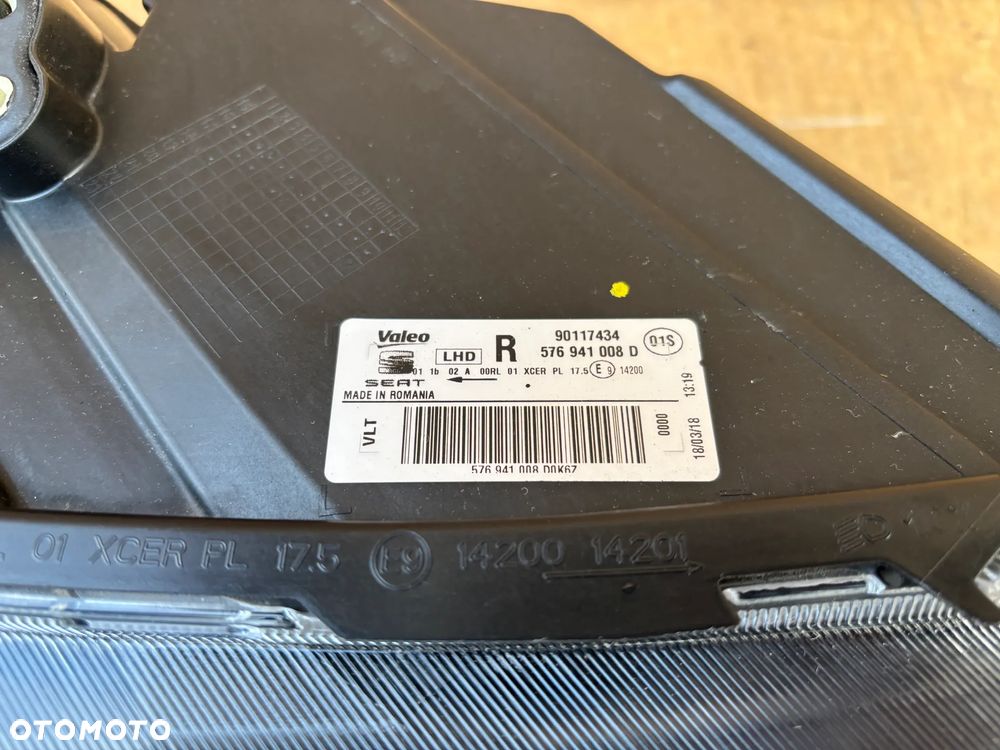 Valeo LHD R 90117434 01S
576 941 008 D
01 1b 02 A 00RL 01 XCER PL 17.5 E 9 14200
SEAT
MADE IN ROMANIA
13:19
VLT
0000
18/03/18
576 941 008 D0K67
01 XCER PL 17.5 E9 14200 14201
OTOMOTO